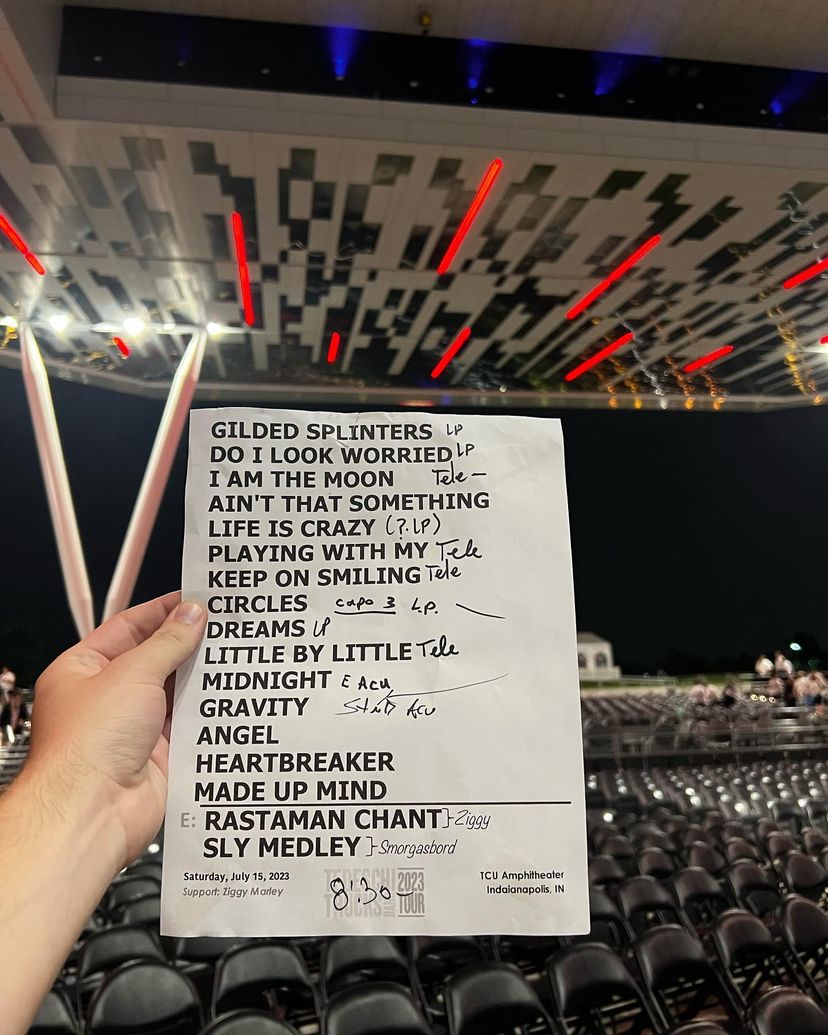 GILDED SPLINTERS LP
DO I LOOK WORRIED LP
I AM THE MOON Tele —
AIN'T THAT SOMETHING
LIFE IS CRAZY (?.LP)
PLAYING WITH MY Tele
KEEP ON SMILING Tele
CIRCLES capo 3 L.P.
DREAMS LP
LITTLE BY LITTLE Tele
MIDNIGHT E Acu
GRAVITY Acu
ANGEL
HEARTBREAKER
MADE UP MIND
E: RASTAMAN CHANT}-Ziggy
SLY MEDLEY }-Smorgasbord
Saturday, July 15, 2023
Support: Ziggy Marley
TEDESCHI TRUCKS BAND 2023 TOUR
8:30
TCU Amphitheater
Indaianapolis, IN